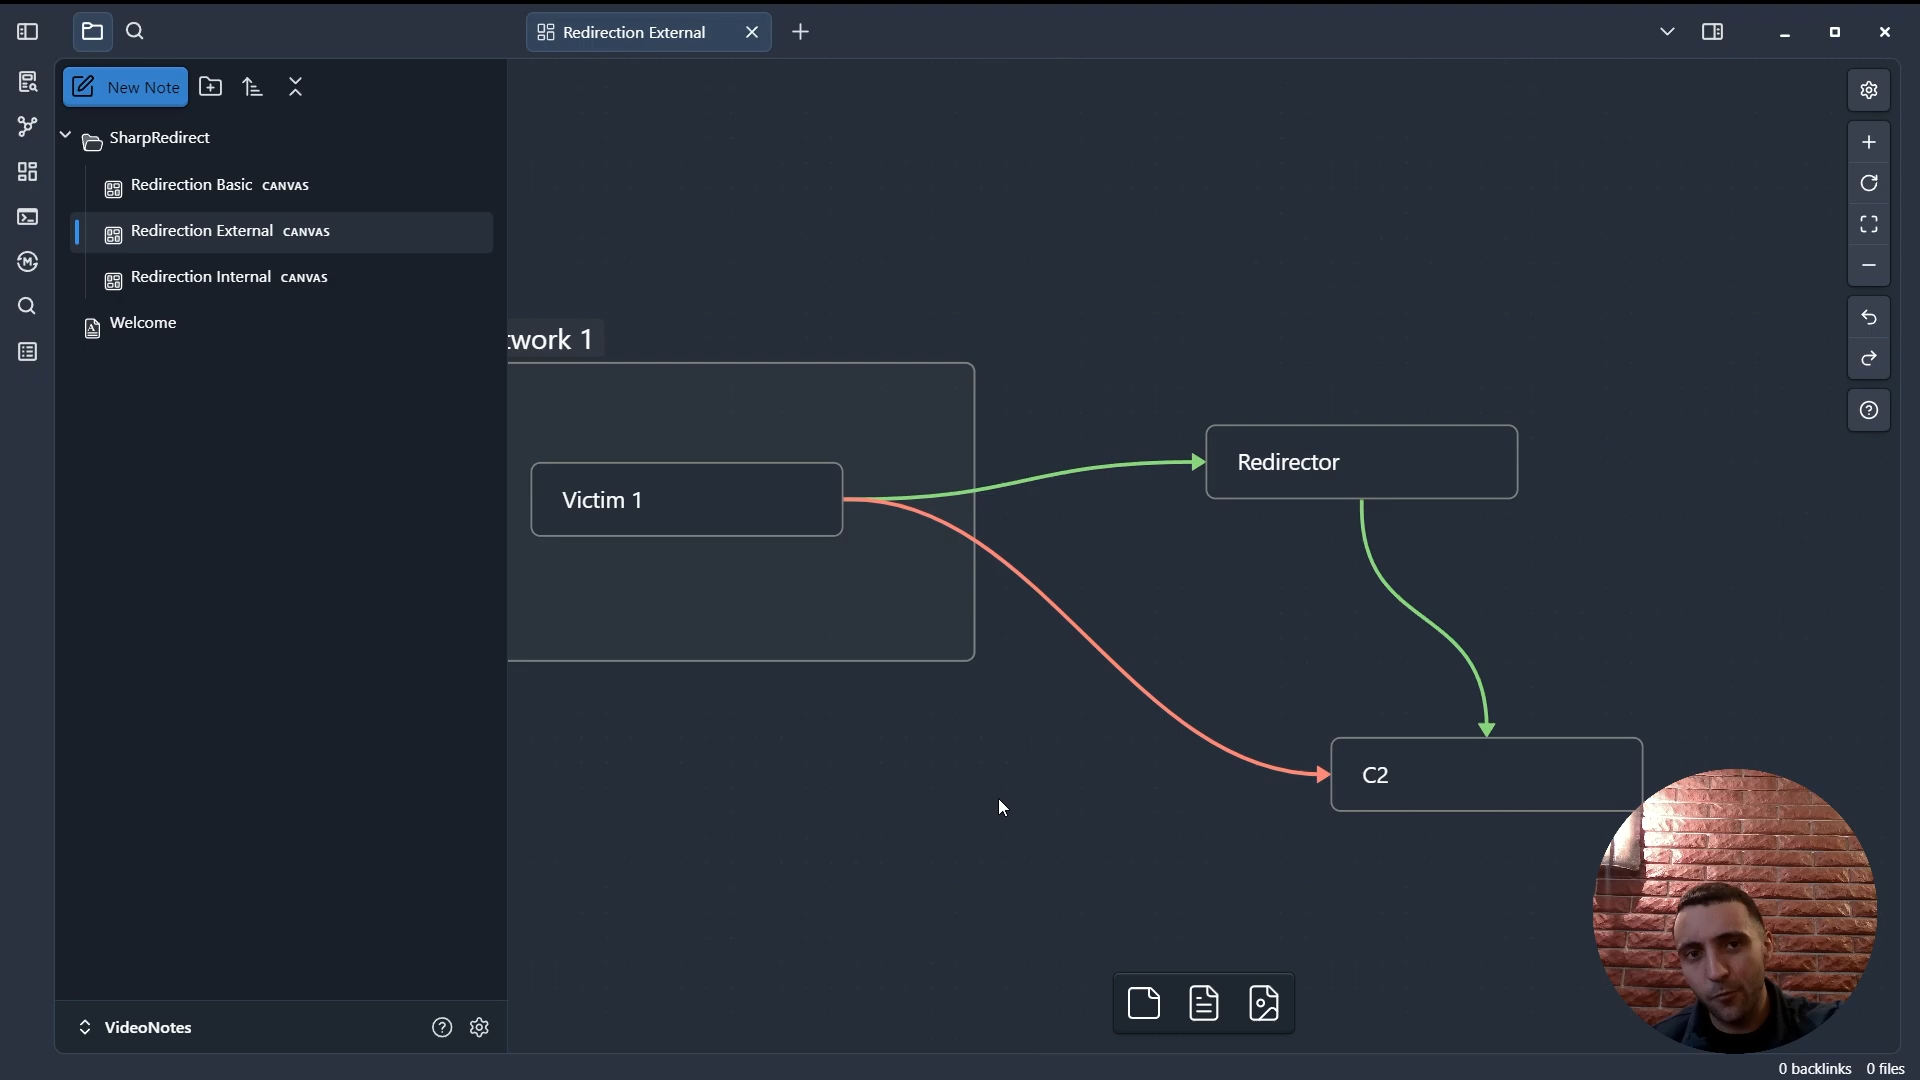 Redirection External
New Note
SharpRedirect
Redirection Basic CANVAS
Redirection External CANVAS
Redirection Internal CANVAS
Welcome
twork 1
Victim 1
Redirector
C2
VideoNotes
0 backlinks 0 files